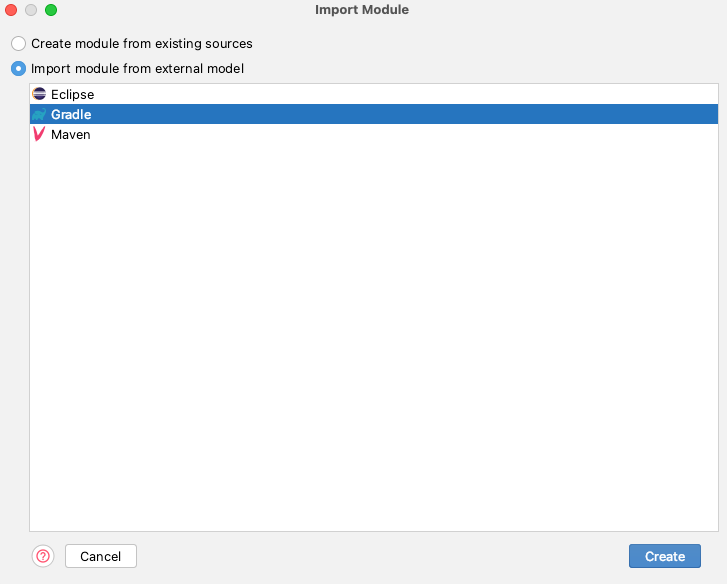 Import Module
Create module from existing sources
Import module from external model
Eclipse
Gradle
Maven
? Cancel Create